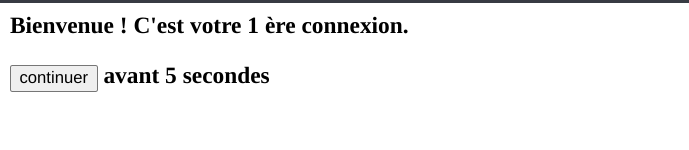 Bienvenue ! C'est votre 1 ère connexion.
continuer avant 5 secondes